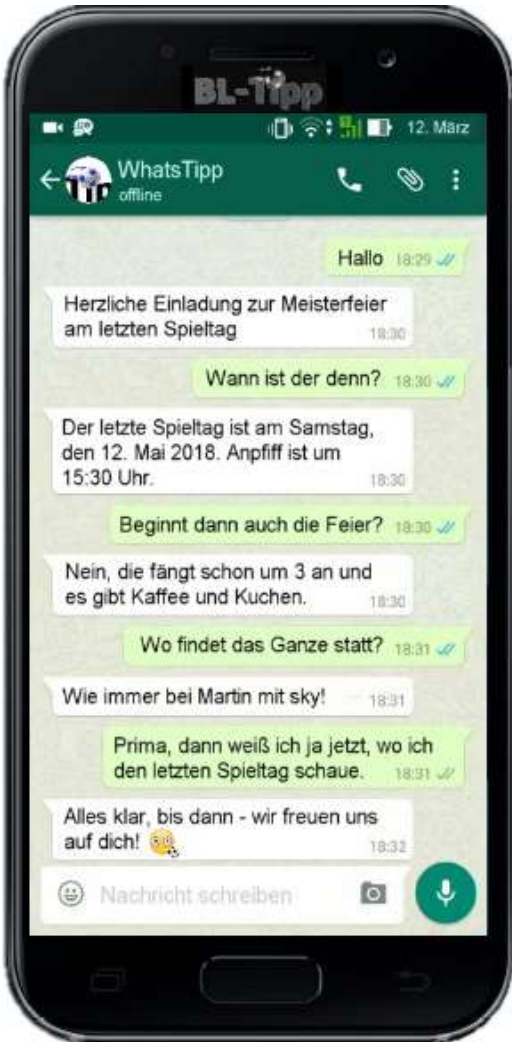 BL-Tipp
12. März
WhatsTipp
offline
Hallo 18:29
Herzliche Einladung zur Meisterfeier
am letzten Spieltag 18:30
Wann ist der denn? 18:30
Der letzte Spieltag ist am Samstag,
den 12. Mai 2018. Anpfiff ist um
15:30 Uhr. 18:30
Beginnt dann auch die Feier? 18:30
Nein, die fängt schon um 3 an und
es gibt Kaffee und Kuchen. 18:30
Wo findet das Ganze statt? 18:31
Wie immer bei Martin mit sky! 18:31
Prima, dann weiß ich ja jetzt, wo ich
den letzten Spieltag schaue. 18:31
Alles klar, bis dann - wir freuen uns
auf dich! 18:32
Nachricht schreiben